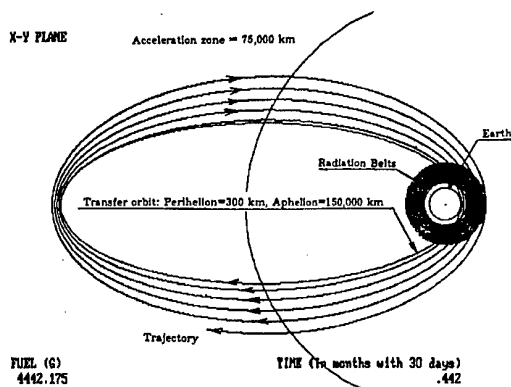 X-Y PLANE
Acceleration zone = 75,000 km
Earth
Radiation Belts
Transfer orbit: Perihelion=300 km, Aphelion=150,000 km
Trajectory
FUEL (G)
4442.175
TIME (In months with 30 days)
.442